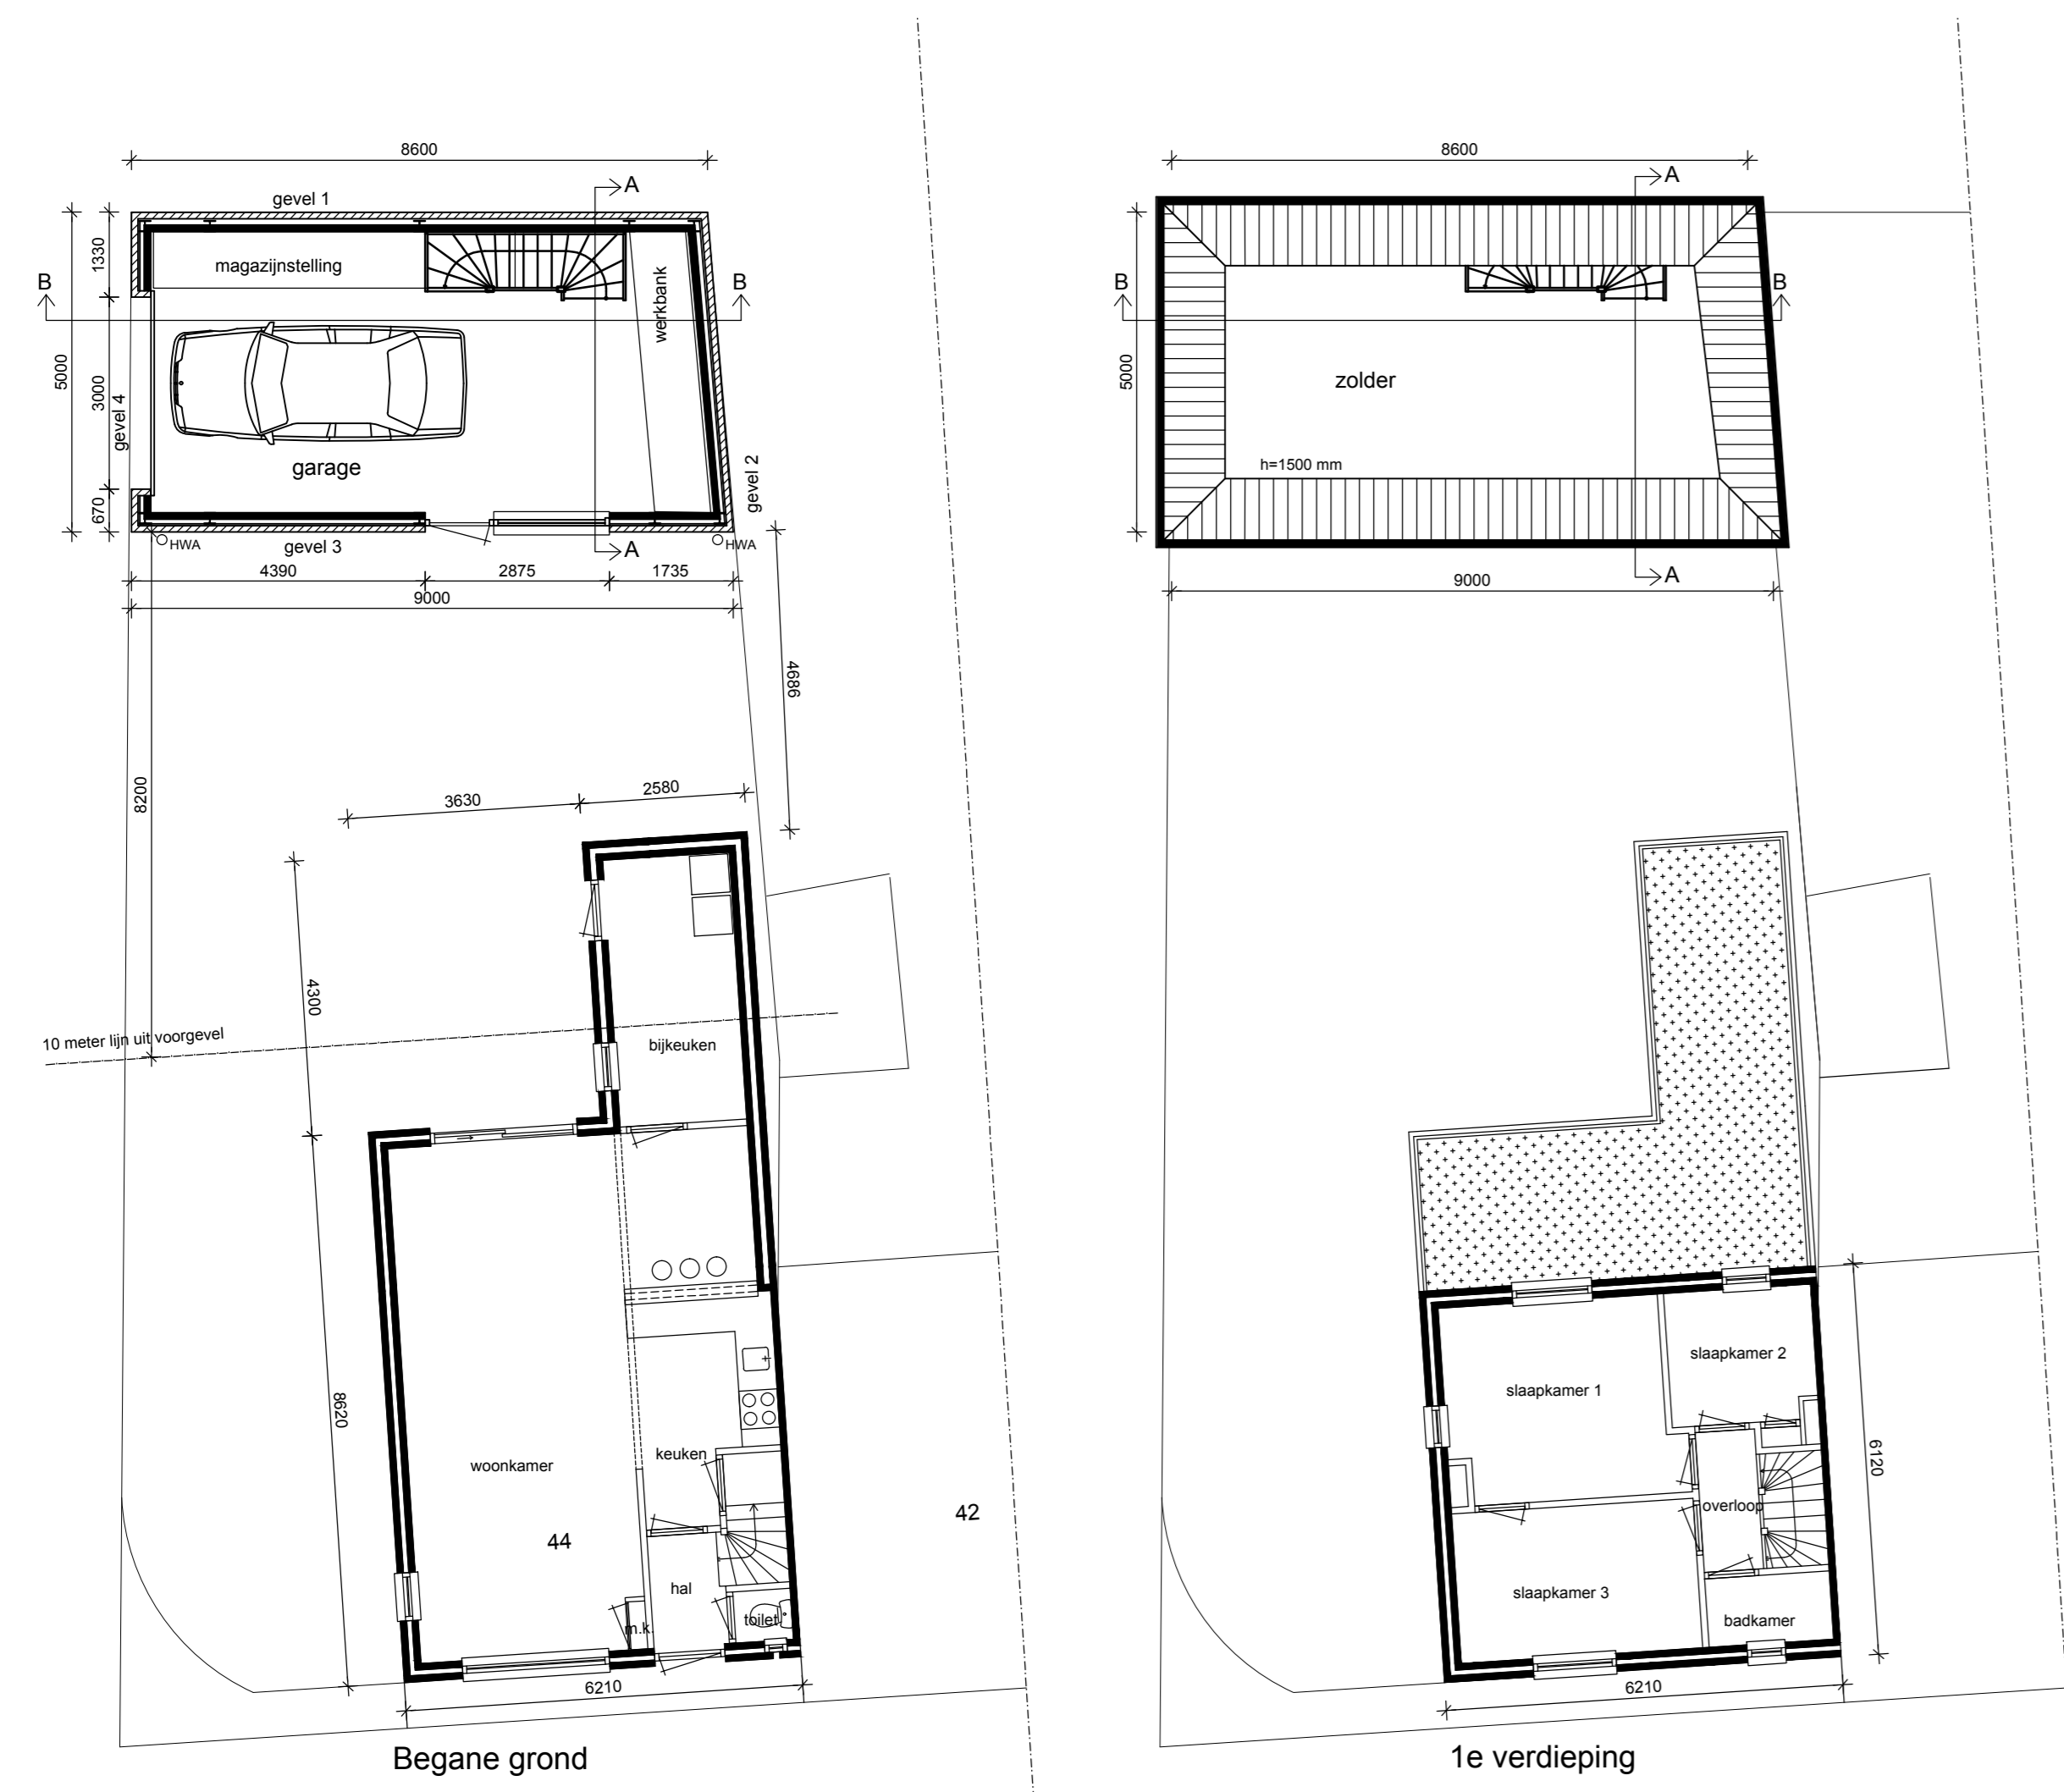 8600
gevel 1
A
1330
magazijnstelling
B
B
werkbank
5000
3000
gevel 4
garage
gevel 2
670
HWA
gevel 3
A
HWA
4390
2875
1735
9000
4686
8200
3630
2580
4300
10 meter lijn uit voorgevel
bijkeuken
8620
woonkamer
keuken
44
42
hal
toilet
m.k.
6210
Begane grond
8600
A
B
B
5000
zolder
h=1500 mm
A
9000
slaapkamer 2
slaapkamer 1
6120
overloop
slaapkamer 3
badkamer
6210
1e verdieping